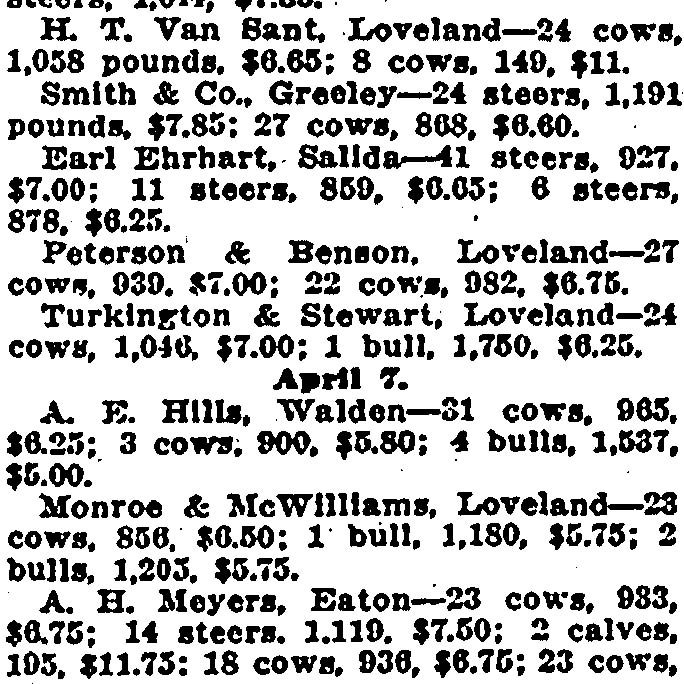 steers, 1,011, $7.85.
H. T. Van Sant, Loveland—24 cows,
1,058 pounds, $6.65; 8 cows, 149, $11.
Smith & Co., Greeley—24 steers, 1,191
pounds, $7.85; 27 cows, 868, $6.60.
Earl Ehrhart, Salida—41 steers, 927,
$7.00; 11 steers, 859, $6.65; 6 steers,
878, $6.25.
Peterson & Benson, Loveland—27
cows, 939, $7.00; 22 cows, 982, $6.75.
Turkington & Stewart, Loveland—24
cows, 1,046, $7.00; 1 bull, 1,750, $6.25.
April 7.
A. E. Hills, Walden—31 cows, 965,
$6.25; 3 cows, 900, $5.80; 4 bulls, 1,537,
$5.00.
Monroe & McWilliams, Loveland—23
cows, 856, $6.50; 1 bull, 1,180, $5.75; 2
bulls, 1,205, $5.75.
A. H. Meyers, Eaton—23 cows, 933,
$6.75; 14 steers, 1,119, $7.50; 2 calves,
195, $11.75; 18 cows, 936, $6.75; 23 cows,